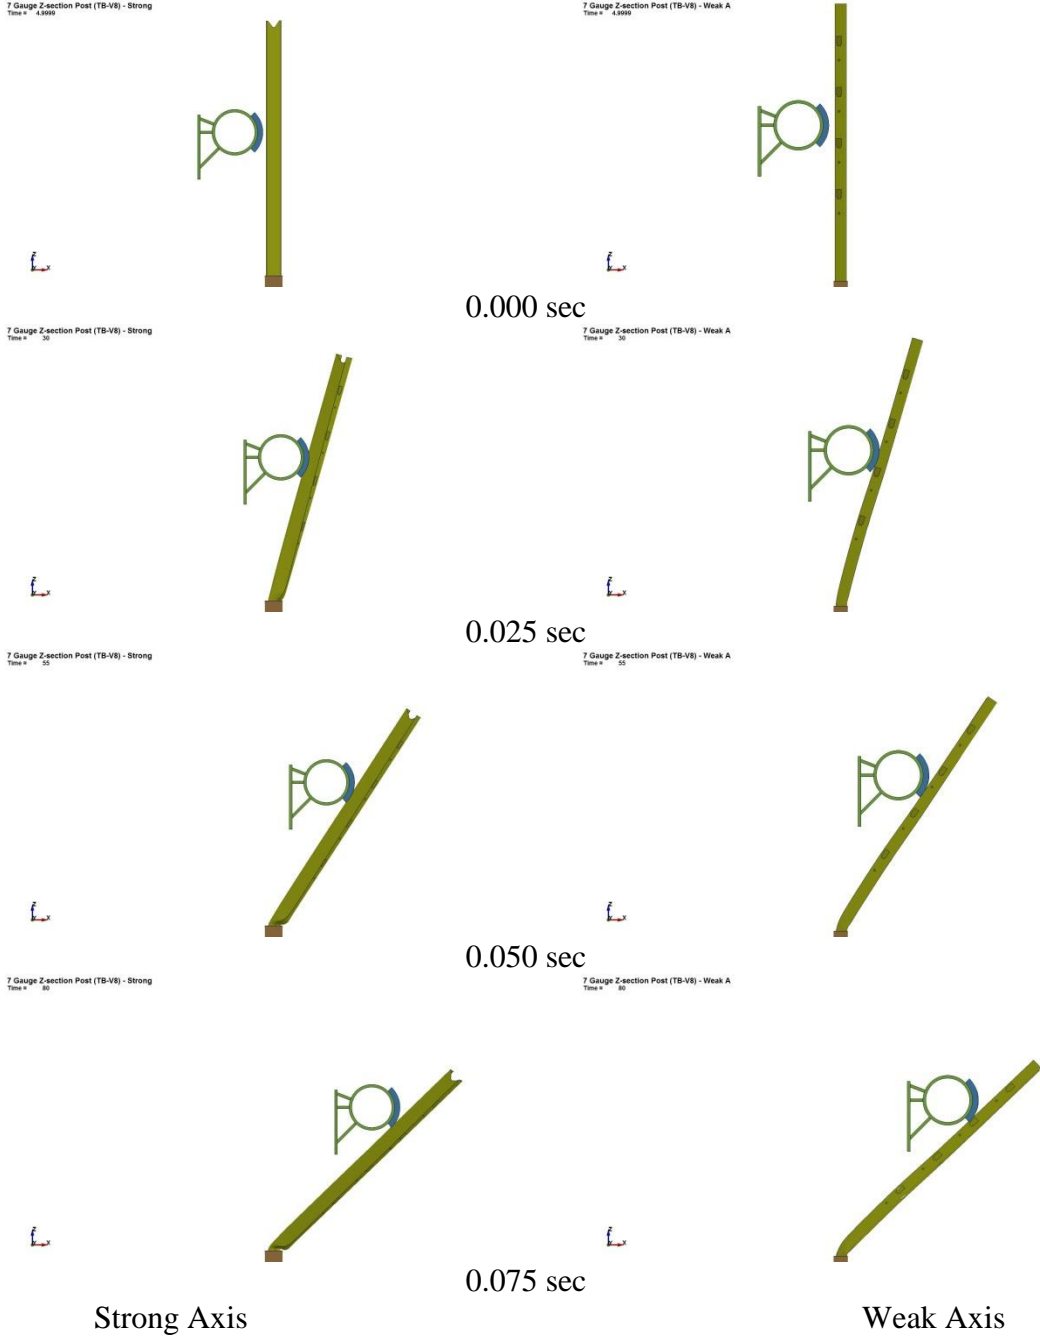 7 Gauge Z-section Post (TB-V8) - Strong
Time = 4.9999
7 Gauge Z-section Post (TB-V8) - Weak A
Time = 4.9999
Z
Y X
Z
Y X
0.000 sec
7 Gauge Z-section Post (TB-V8) - Strong
Time = 30
7 Gauge Z-section Post (TB-V8) - Weak A
Time = 30
Z
Y X
Z
Y X
0.025 sec
7 Gauge Z-section Post (TB-V8) - Strong
Time = 55
7 Gauge Z-section Post (TB-V8) - Weak A
Time = 55
Z
Y X
Z
Y X
0.050 sec
7 Gauge Z-section Post (TB-V8) - Strong
Time = 80
7 Gauge Z-section Post (TB-V8) - Weak A
Time = 80
Z
Y X
Z
Y X
0.075 sec
Strong Axis
Weak Axis